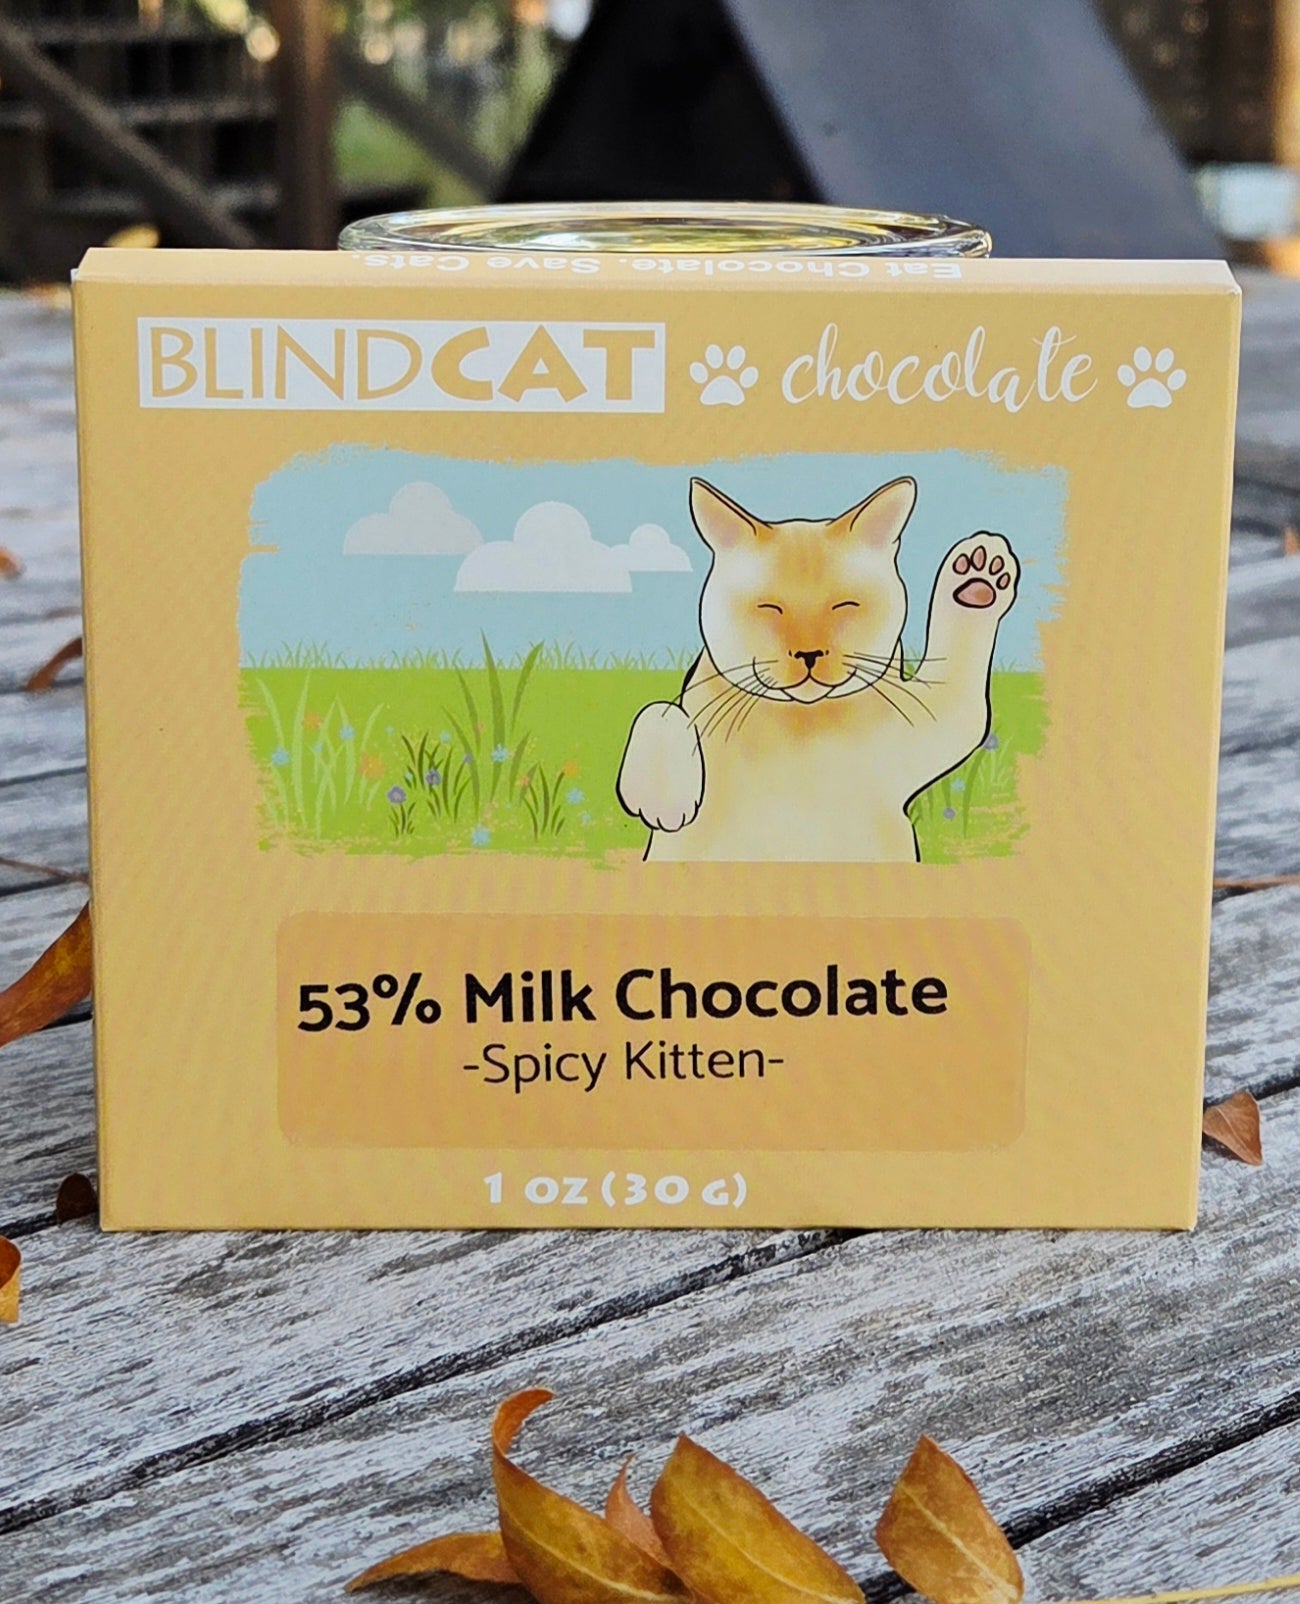 Eat Chocolate. Save Cats.
BLINDCAT chocolate
53% Milk Chocolate
-Spicy Kitten-
1 OZ (30 G)